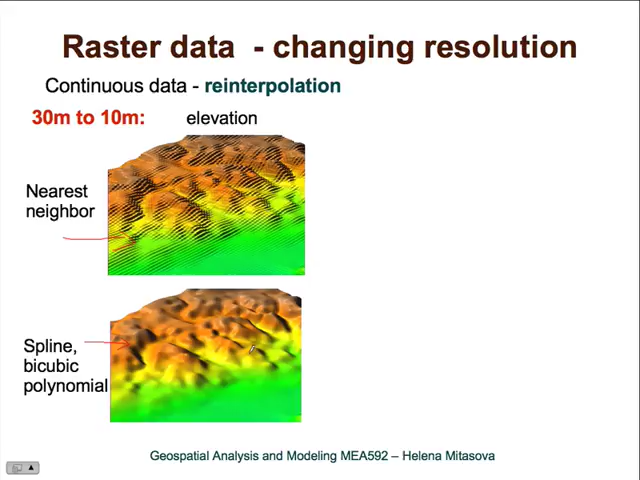 Raster data - changing resolution
Continuous data - reinterpolation
30m to 10m: elevation
Nearest
neighbor
Spline,
bicubic
polynomial
Geospatial Analysis and Modeling MEA592 – Helena Mitasova